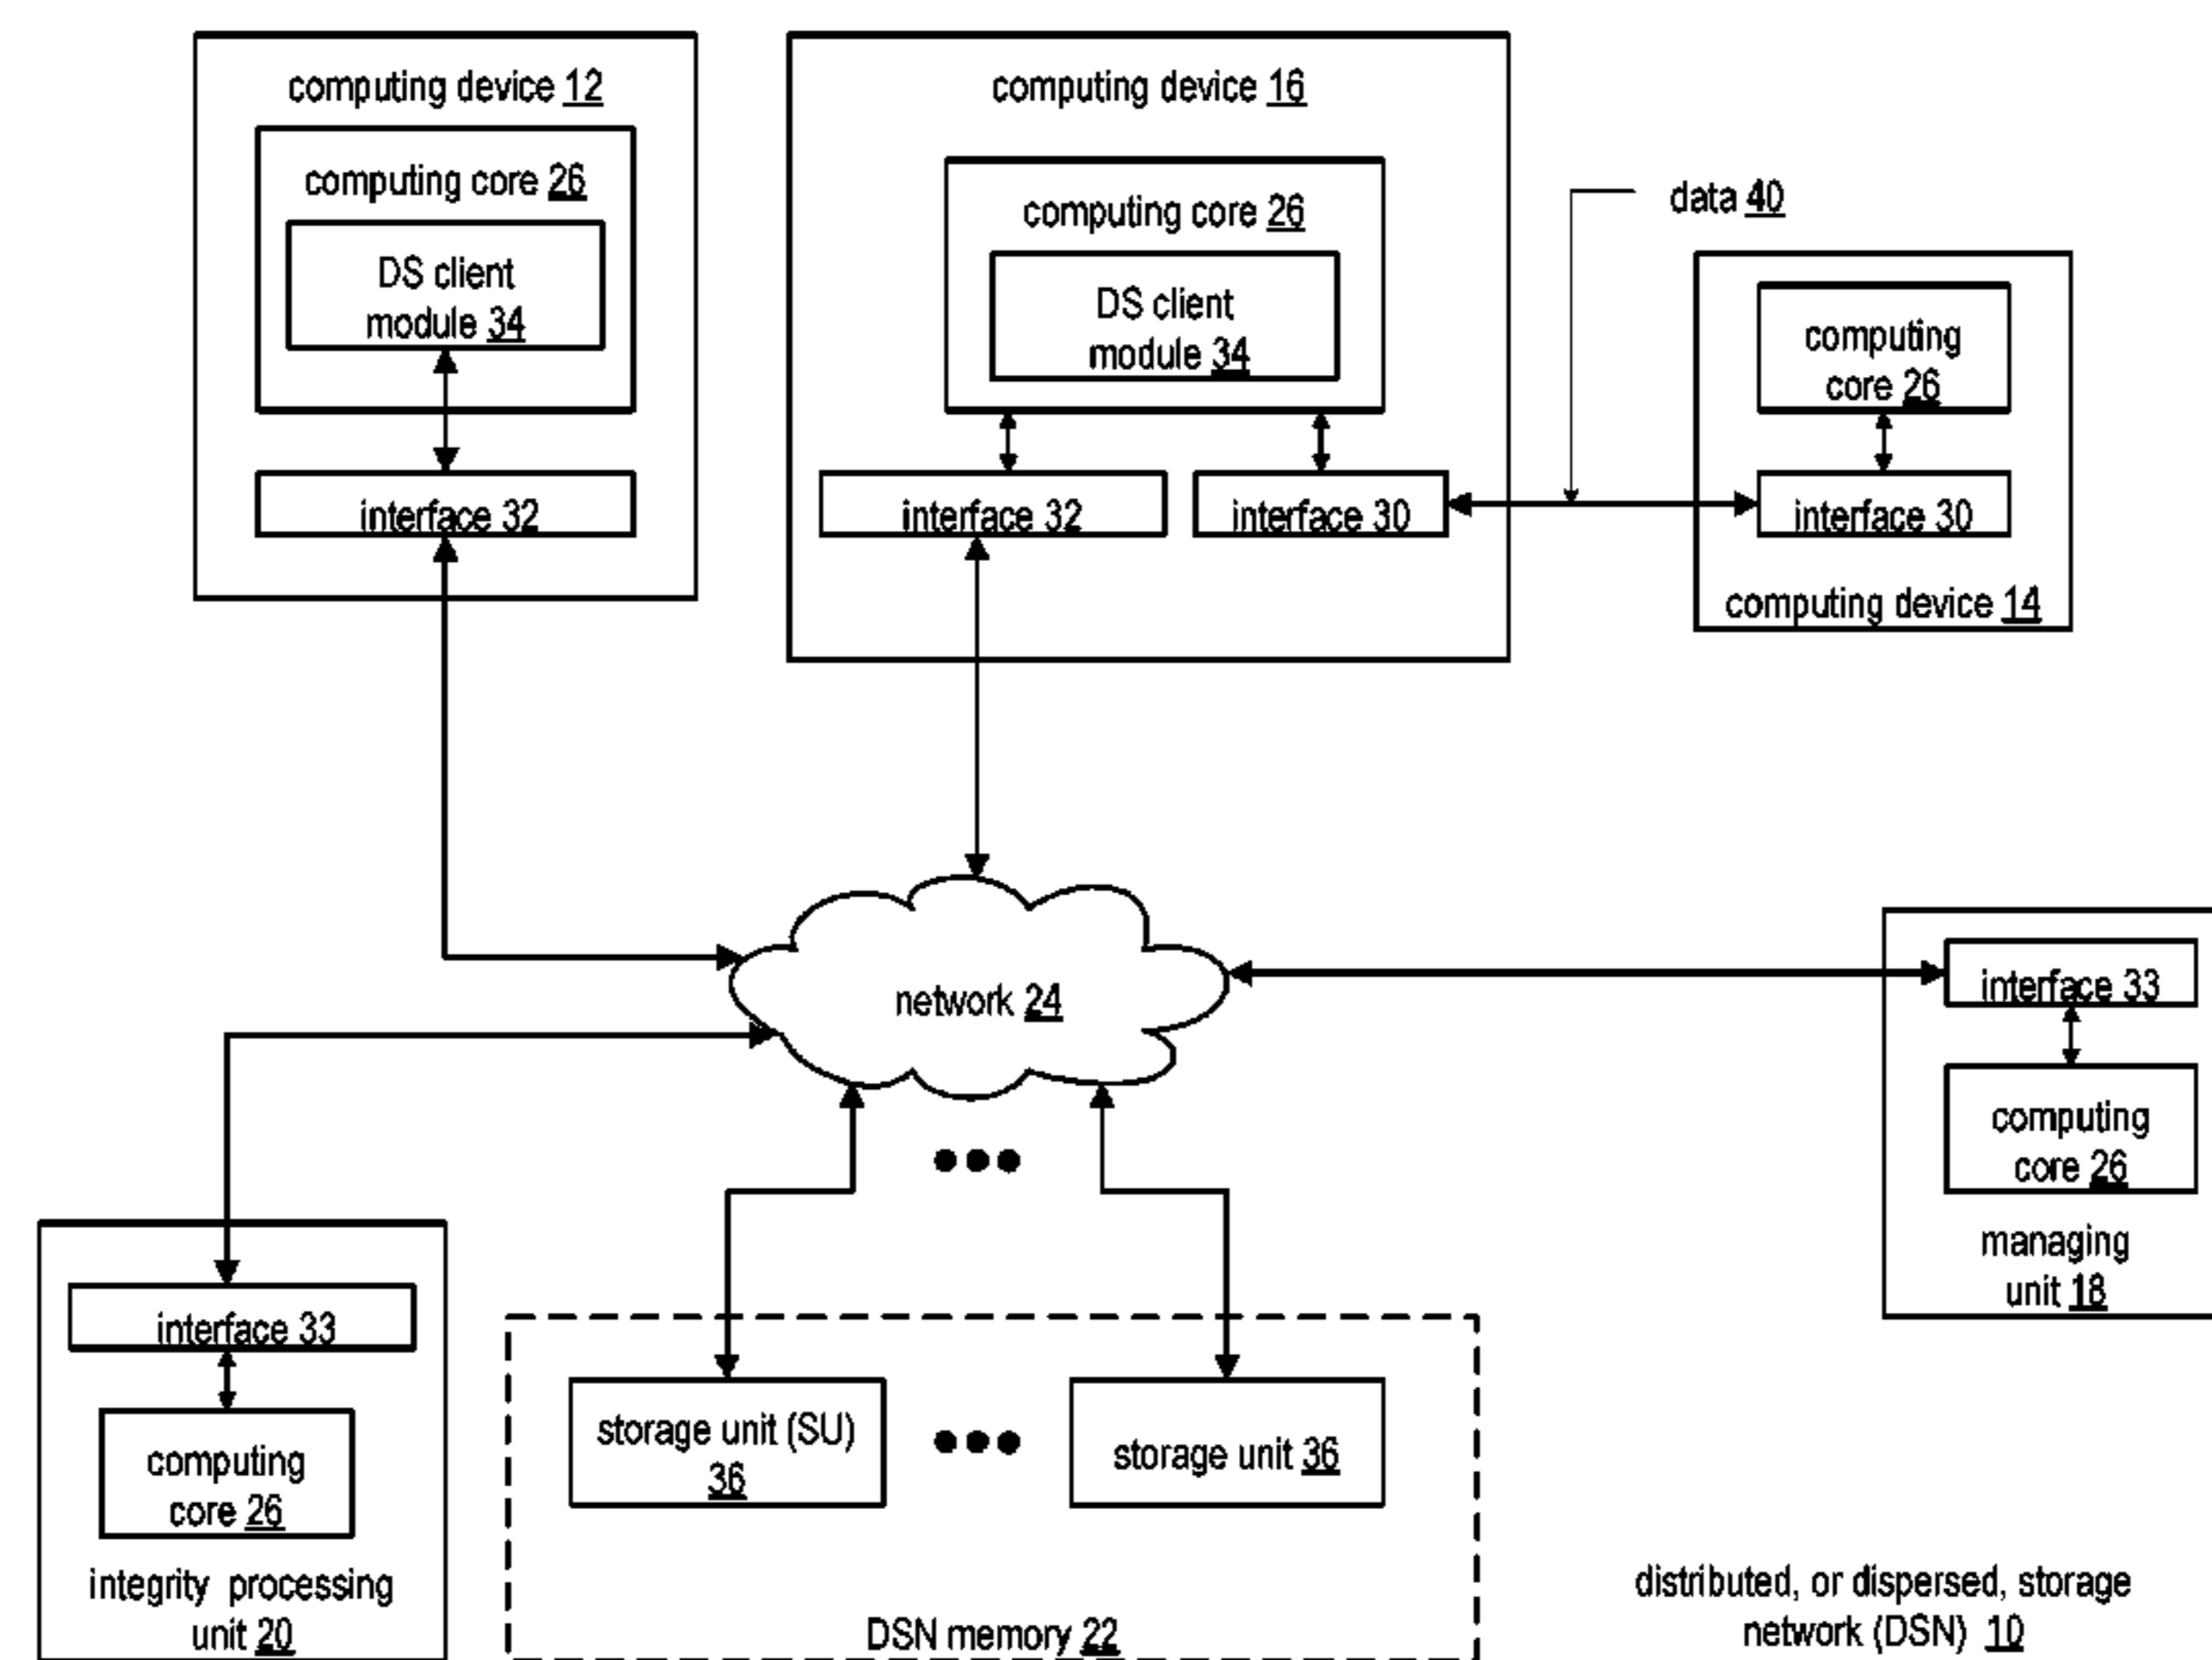 computing device 12
computing core 26
DS client
module 34
interface 32
computing device 16
computing core 26
DS client
module 34
interface 32
interface 30
data 40
computing
core 26
interface 30
computing device 14
network 24
interface 33
computing
core 26
managing
unit 18
interface 33
computing
core 26
integrity processing
unit 20
storage unit (SU)
36
storage unit 36
DSN memory 22
distributed, or dispersed, storage
network (DSN) 10